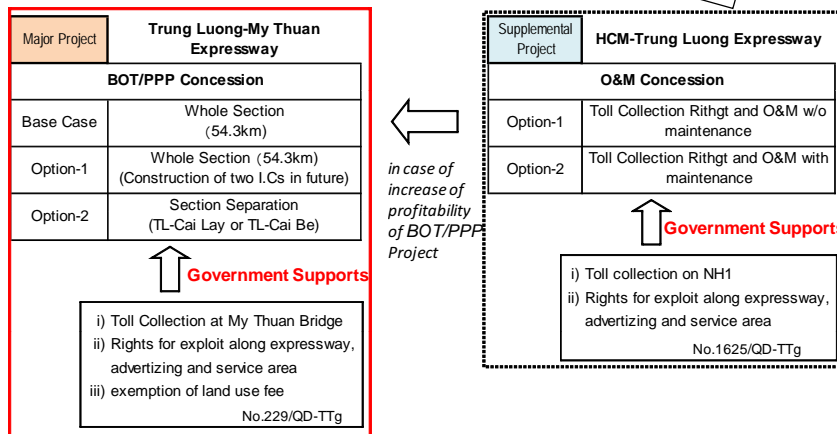 Major Project
Trung Luong-My Thuan
Expressway
BOT/PPP Concession
Base Case
Whole Section
(54.3km)
Option-1
Whole Section (54.3km)
(Construction of two I.Cs in future)
Option-2
Section Separation
(TL-Cai Lay or TL-Cai Be)
Government Supports
i) Toll Collection at My Thuan Bridge
ii) Rights for exploit along expressway,
advertizing and service area
iii) exemption of land use fee
No.229/QD-TTg
in case of
increase of
profitability
of BOT/PPP
Project
Supplemental
Project
HCM-Trung Luong Expressway
O&M Concession
Option-1
Toll Collection Rithgt and O&M w/o
maintenance
Option-2
Toll Collection Rithgt and O&M with
maintenance
Government Supports
i) Toll collection on NH1
ii) Rights for exploit along expressway,
advertizing and service area
No.1625/QD-TTg